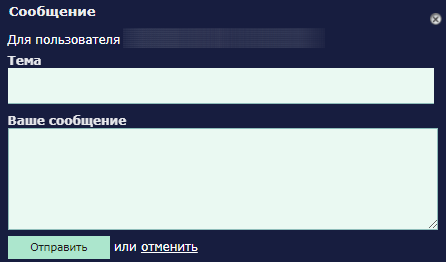 Сообщение
Для пользователя
Тема
Ваше сообщение
Отправить или отменить